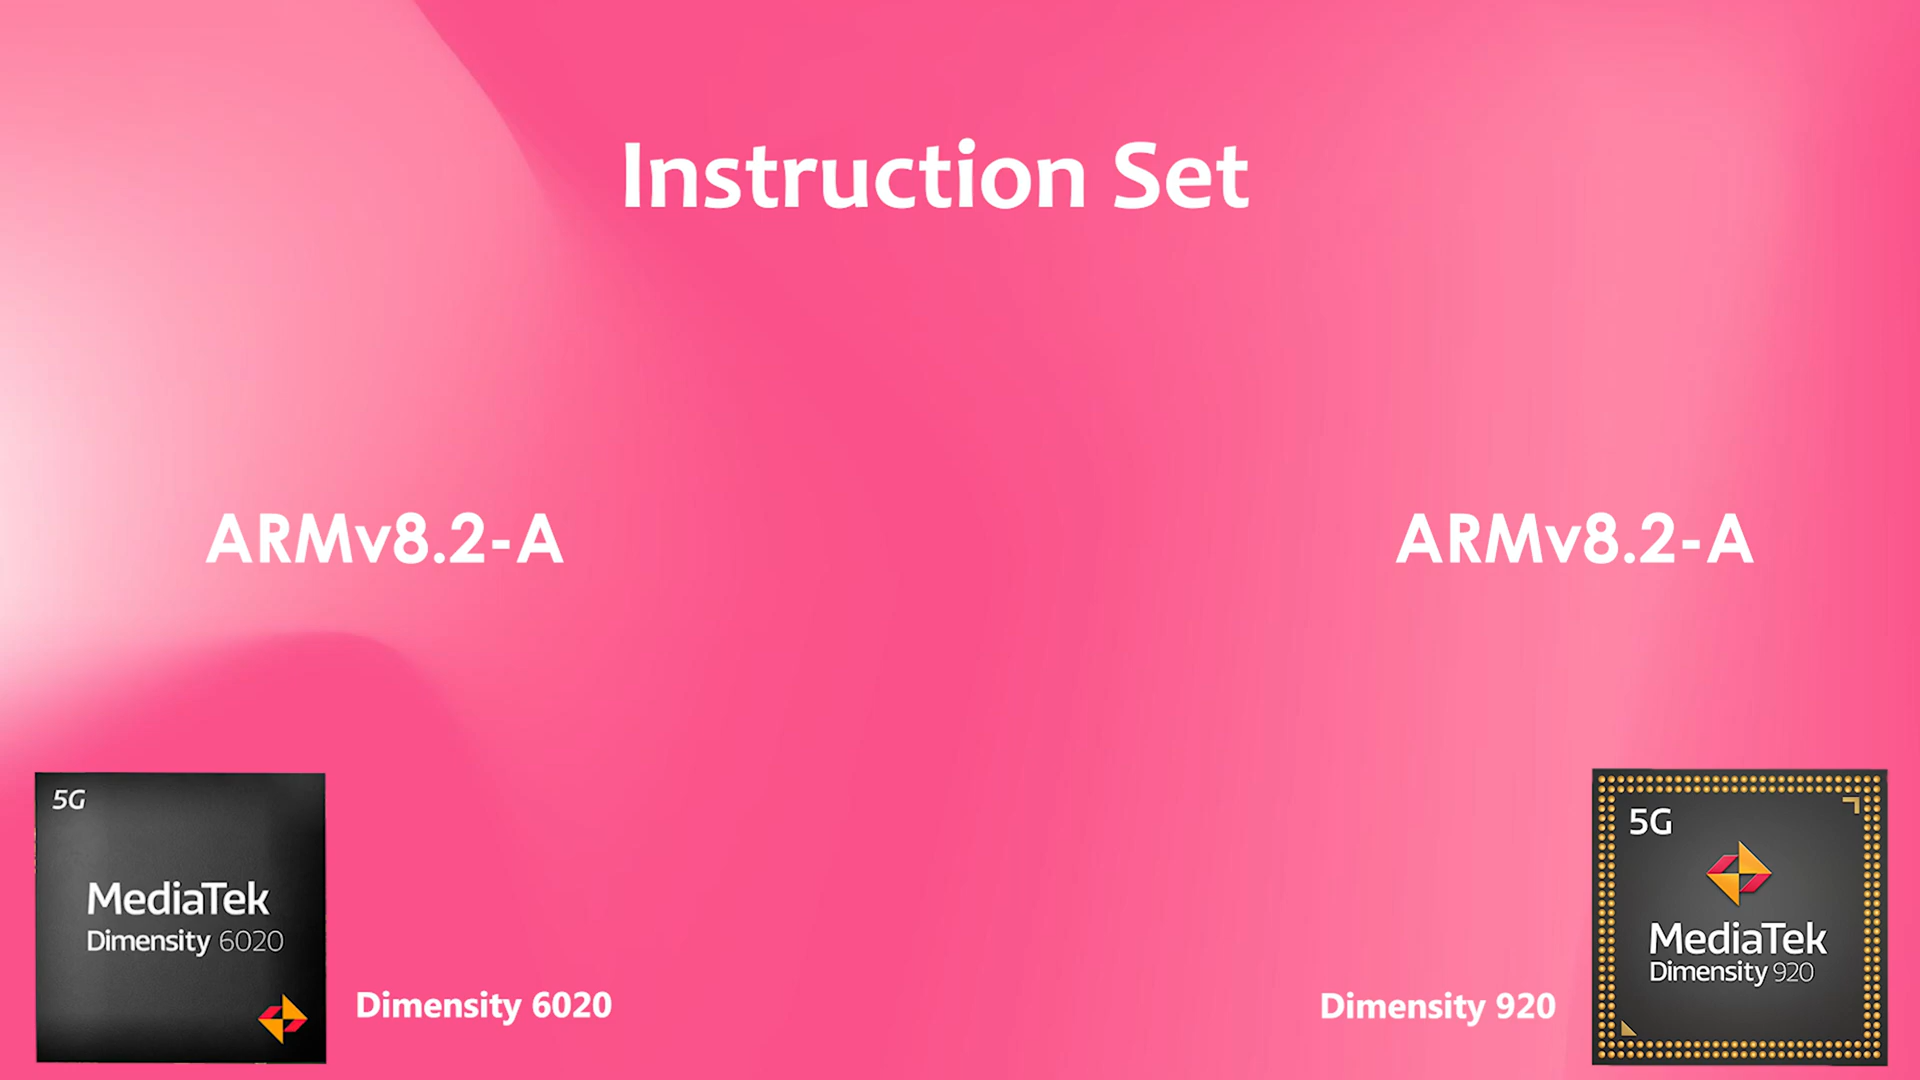 Instruction Set
ARMv8.2-A
ARMv8.2-A
5G
MediaTek
Dimensity 6020
Dimensity 6020
Dimensity 920
5G
MediaTek
Dimensity 920